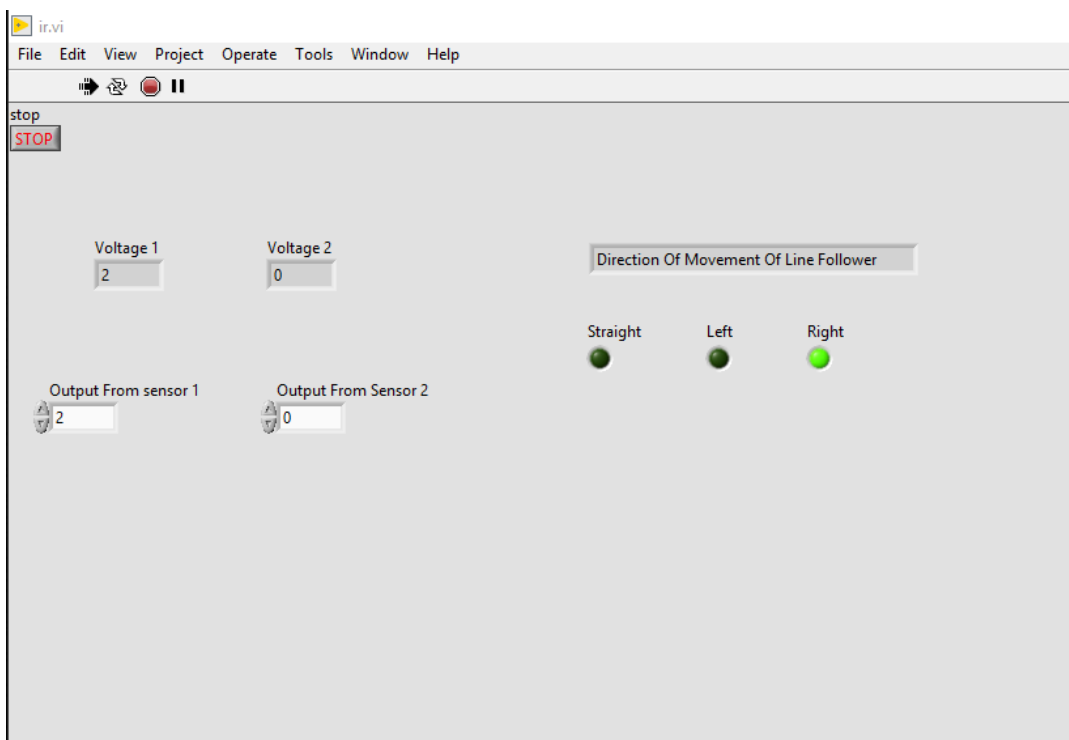 ir.vi
File Edit View Project Operate Tools Window Help
stop
STOP
Voltage 1 Voltage 2
2 0
Direction Of Movement Of Line Follower
Straight Left Right
Output From sensor 1 Output From Sensor 2
2 0